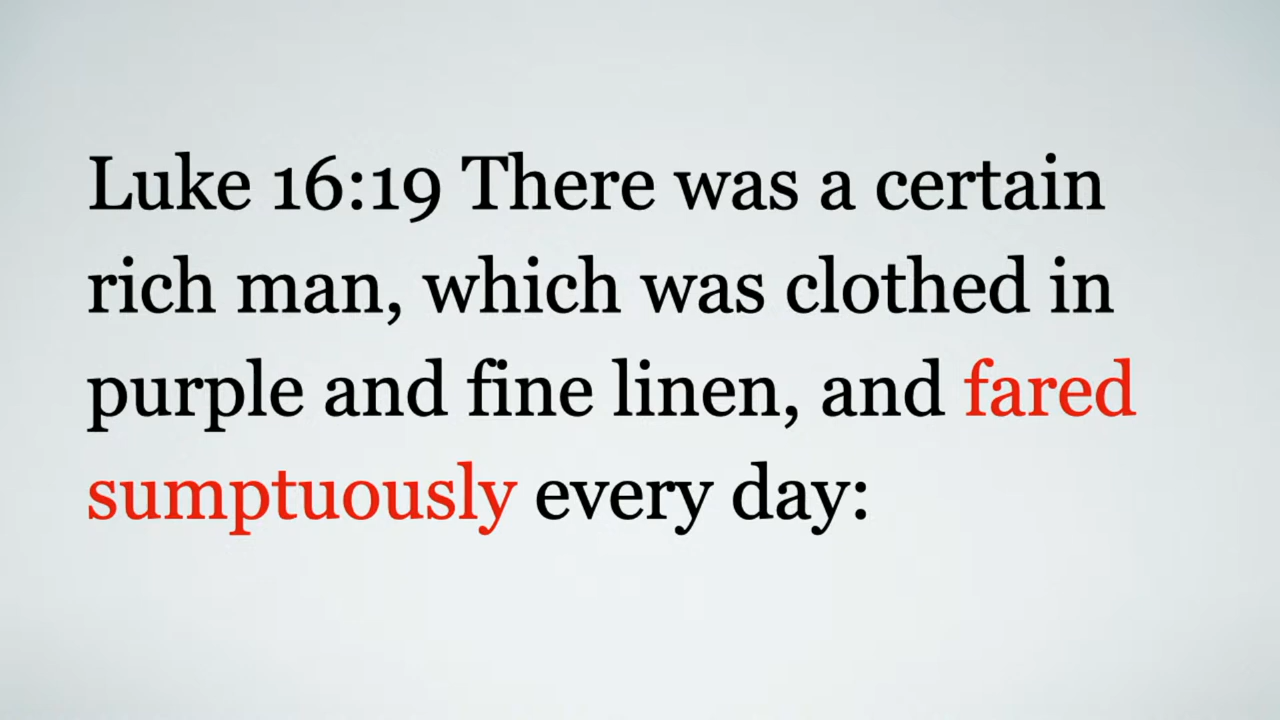 Luke 16:19 There was a certain
rich man, which was clothed in
purple and fine linen, and fared
sumptuously every day: